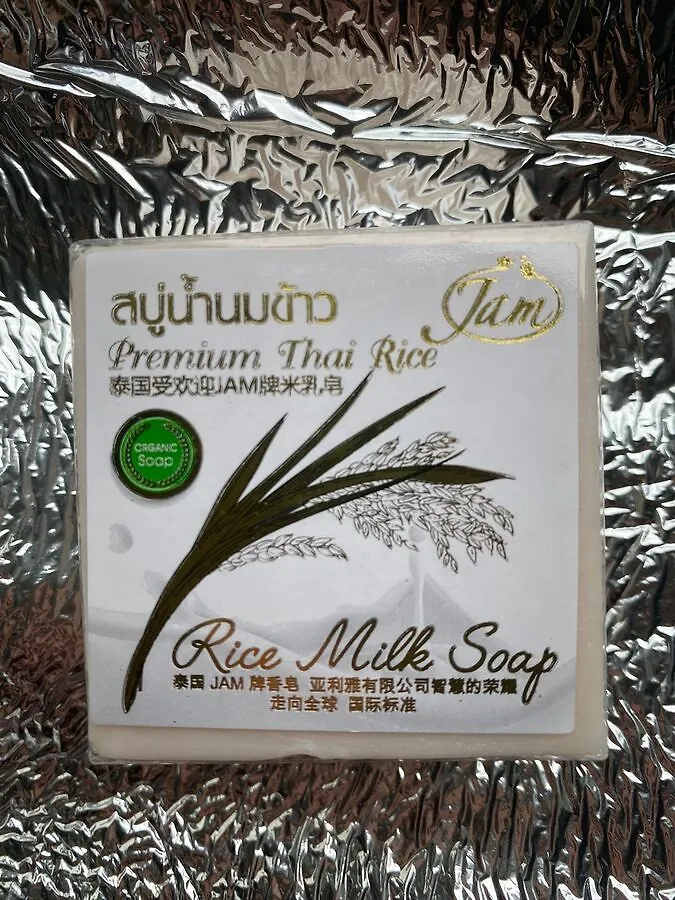 สบู่น้ำนมข้าว
Jam
Premium Thai Rice
泰国受欢迎JAM牌米乳皂
ORGANIC
Soap
Rice Milk Soap
泰国 JAM 牌香皂 亚利雅有限公司智慧的荣耀
走向全球 国际标准